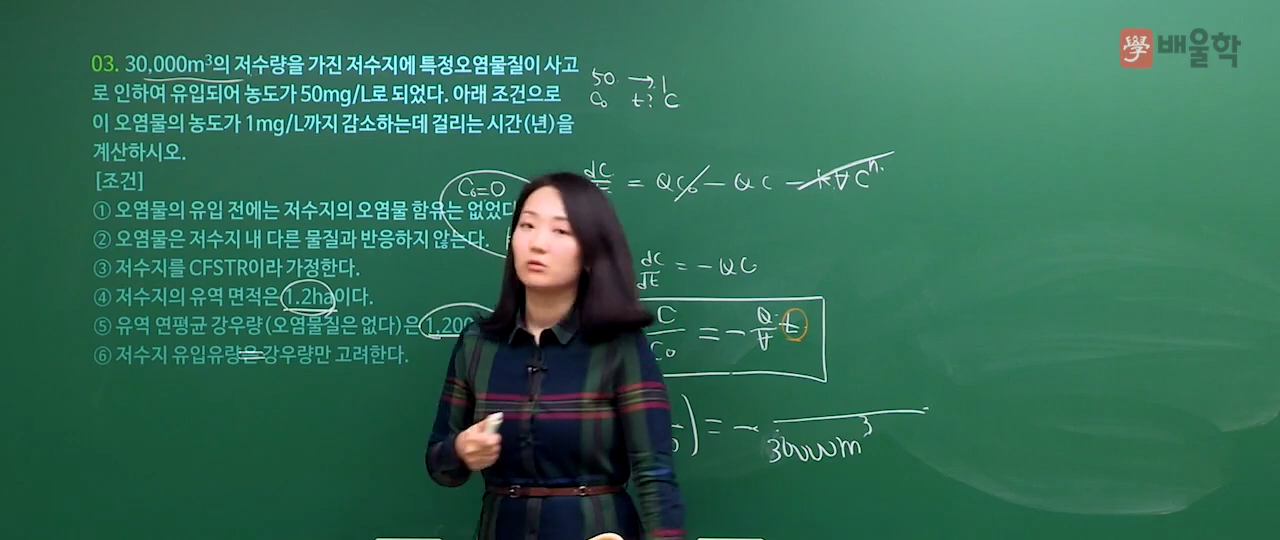 學 배울학
03. 30,000m³의 저수량을 가진 저수지에 특정오염물질이 사고
로 인하여 유입되어 농도가 50mg/L로 되었다. 아래 조건으로
이 오염물의 농도가 1mg/L까지 감소하는데 걸리는 시간(년)을
계산하시오.
[조건]
① 오염물의 유입 전에는 저수지의 오염물 함유는 없었다
② 오염물은 저수지 내 다른 물질과 반응하지 않는다.
③ 저수지를 CFSTR이라 가정한다.
④ 저수지의 유역 면적은 1.2ha이다.
⑤ 유역 연평균 강우량(오염물질은 없다)은 1,200
⑥ 저수지 유입유량은 강우량만 고려한다.
50 → 1
C₀ t? C
C₀=0
dC = QC₀ - QC - k∀Cⁿ
dC/dt = -QC
C/C₀ = - Q/∀ t
) = - 30000m³